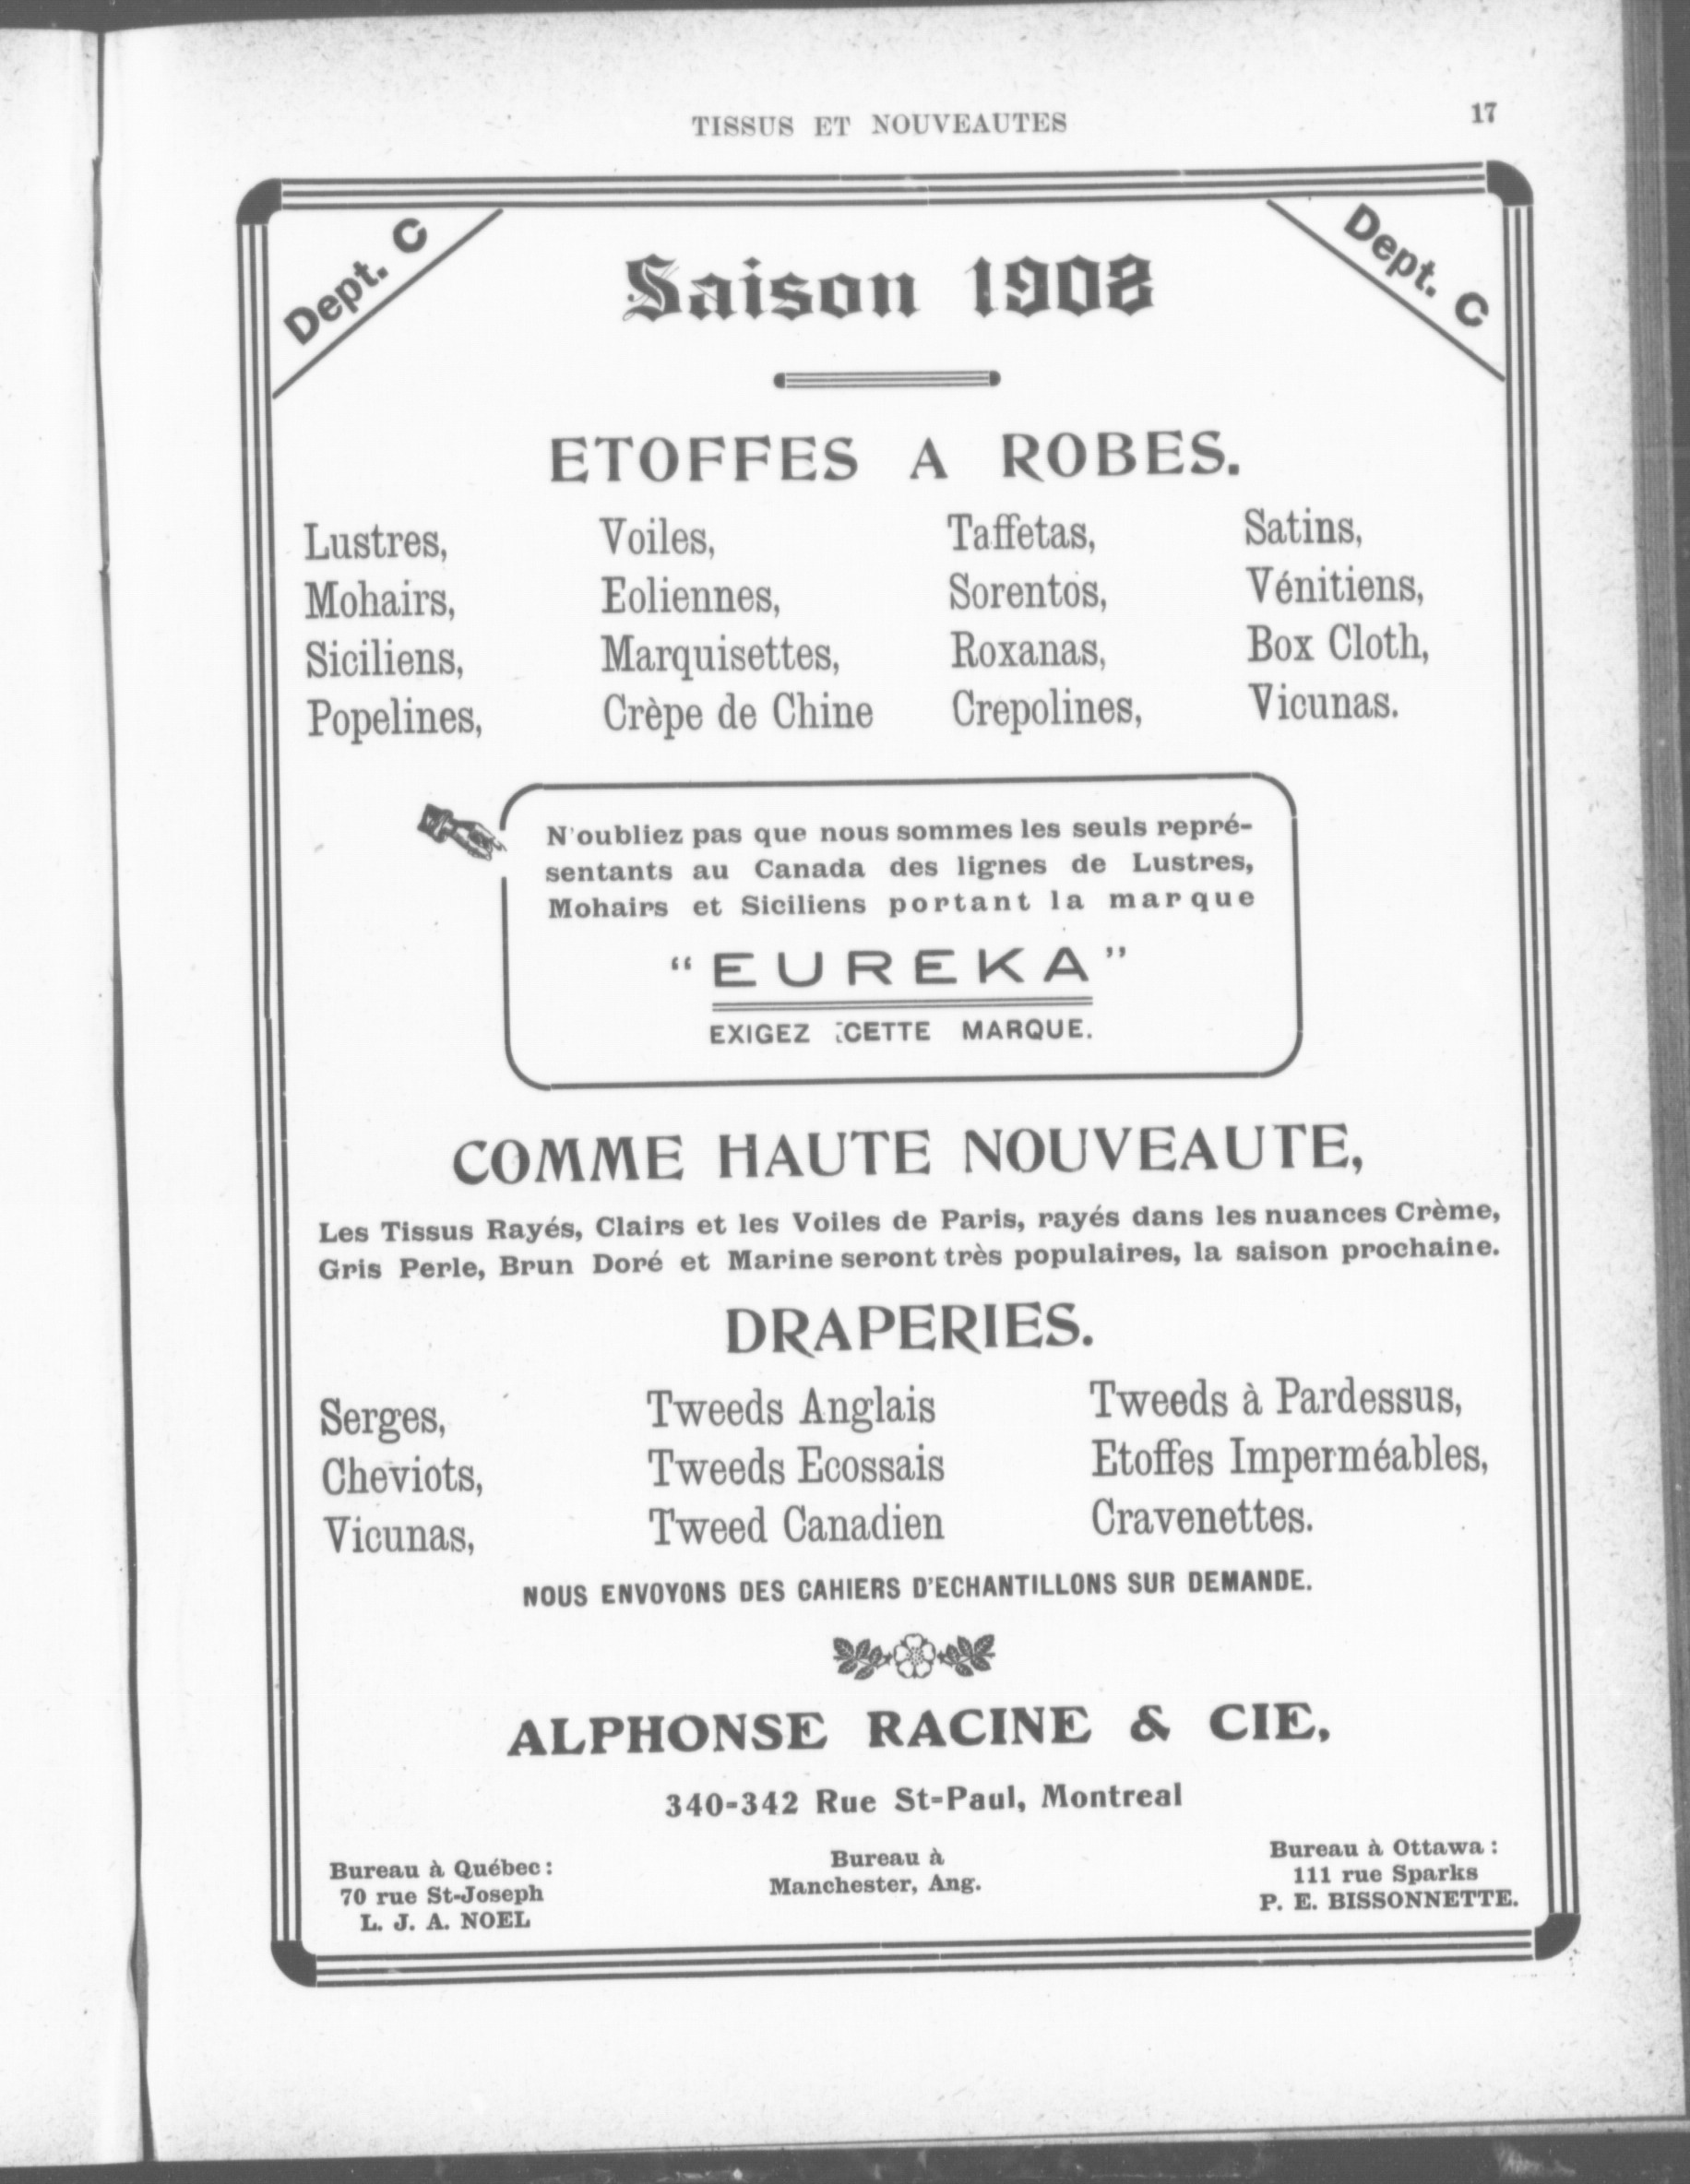 TISSUS ET NOUVEAUTES 17
Dept. C
Dept. C
Saison 1908
ETOFFES A ROBES.
Lustres, Voiles, Taffetas, Satins,
Mohairs, Eoliennes, Sorentos, Vénitiens,
Siciliens, Marquisettes, Roxanas, Box Cloth,
Popelines, Crèpe de Chine Crepolines, Vicunas.
N'oubliez pas que nous sommes les seuls repré-
sentants au Canada des lignes de Lustres,
Mohairs et Siciliens portant la marque
"EUREKA"
EXIGEZ CETTE MARQUE.
COMME HAUTE NOUVEAUTE,
Les Tissus Rayés, Clairs et les Voiles de Paris, rayés dans les nuances Crème,
Gris Perle, Brun Doré et Marine seront très populaires, la saison prochaine.
DRAPERIES.
Serges, Tweeds Anglais Tweeds à Pardessus,
Cheviots, Tweeds Ecossais Etoffes Imperméables,
Vicunas, Tweed Canadien Cravenettes.
NOUS ENVOYONS DES CAHIERS D'ECHANTILLONS SUR DEMANDE.
ALPHONSE RACINE & CIE,
340-342 Rue St-Paul, Montreal
Bureau à Québec:
70 rue St-Joseph
L. J. A. NOEL
Bureau à
Manchester, Ang.
Bureau à Ottawa :
111 rue Sparks
P. E. BISSONNETTE.